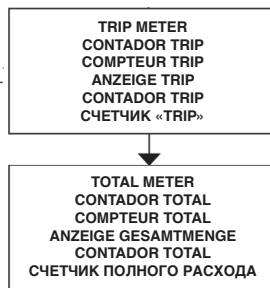 TRIP METER
CONTADOR TRIP
COMPTEUR TRIP
ANZEIGE TRIP
CONTADOR TRIP
СЧЕТЧИК «TRIP»
TOTAL METER
CONTADOR TOTAL
COMPTEUR TOTAL
ANZEIGE GESAMTMENGE
CONTADOR TOTAL
СЧЕТЧИК ПОЛНОГО РАСХОДА